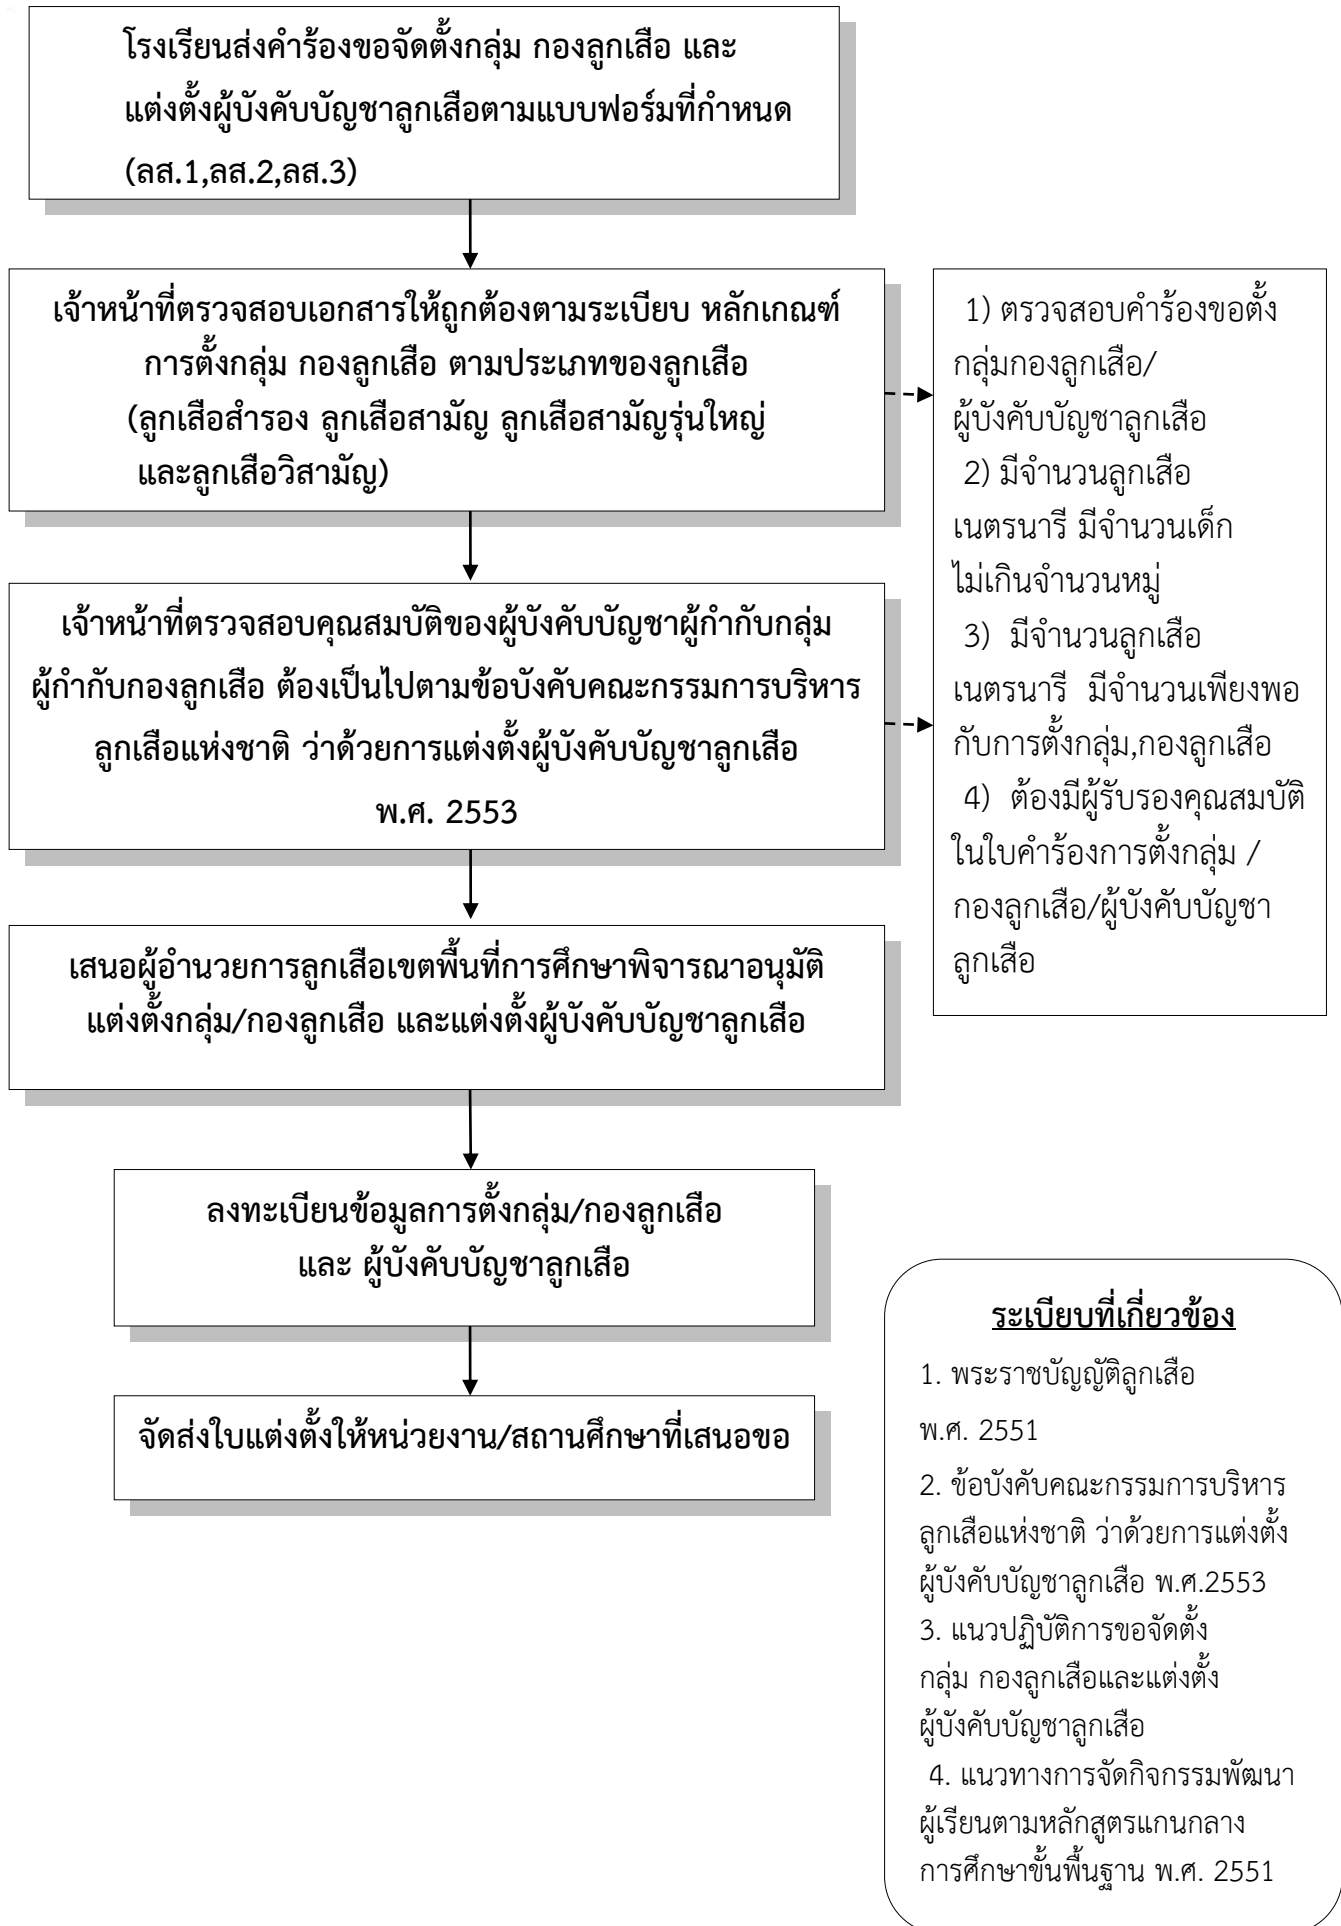 โรงเรียนส่งคำร้องขอจัดตั้งกลุ่ม กองลูกเสือ และ
แต่งตั้งผู้บังคับบัญชาลูกเสือตามแบบฟอร์มที่กำหนด
(ลส.1,ลส.2,ลส.3)
เจ้าหน้าที่ตรวจสอบเอกสารให้ถูกต้องตามระเบียบ หลักเกณฑ์
การตั้งกลุ่ม กองลูกเสือ ตามประเภทของลูกเสือ
(ลูกเสือสำรอง ลูกเสือสามัญ ลูกเสือสามัญรุ่นใหญ่
และลูกเสือวิสามัญ)
1) ตรวจสอบคำร้องขอตั้ง
กลุ่มกองลูกเสือ/
ผู้บังคับบัญชาลูกเสือ
2) มีจำนวนลูกเสือ
เนตรนารี มีจำนวนเด็ก
ไม่เกินจำนวนหมู่
3) มีจำนวนลูกเสือ
เนตรนารี มีจำนวนเพียงพอ
กับการตั้งกลุ่ม,กองลูกเสือ
4) ต้องมีผู้รับรองคุณสมบัติ
ในใบคำร้องการตั้งกลุ่ม /
กองลูกเสือ/ผู้บังคับบัญชา
ลูกเสือ
เจ้าหน้าที่ตรวจสอบคุณสมบัติของผู้บังคับบัญชาผู้กำกับกลุ่ม
ผู้กำกับกองลูกเสือ ต้องเป็นไปตามข้อบังคับคณะกรรมการบริหาร
ลูกเสือแห่งชาติ ว่าด้วยการแต่งตั้งผู้บังคับบัญชาลูกเสือ
พ.ศ. 2553
เสนอผู้อำนวยการลูกเสือเขตพื้นที่การศึกษาพิจารณาอนุมัติ
แต่งตั้งกลุ่ม/กองลูกเสือ และแต่งตั้งผู้บังคับบัญชาลูกเสือ
ลงทะเบียนข้อมูลการตั้งกลุ่ม/กองลูกเสือ
และ ผู้บังคับบัญชาลูกเสือ
จัดส่งใบแต่งตั้งให้หน่วยงาน/สถานศึกษาที่เสนอขอ
ระเบียบที่เกี่ยวข้อง
1. พระราชบัญญัติลูกเสือ
พ.ศ. 2551
2. ข้อบังคับคณะกรรมการบริหาร
ลูกเสือแห่งชาติ ว่าด้วยการแต่งตั้ง
ผู้บังคับบัญชาลูกเสือ พ.ศ.2553
3. แนวปฏิบัติการขอจัดตั้ง
กลุ่ม กองลูกเสือและแต่งตั้ง
ผู้บังคับบัญชาลูกเสือ
4. แนวทางการจัดกิจกรรมพัฒนา
ผู้เรียนตามหลักสูตรแกนกลาง
การศึกษาขั้นพื้นฐาน พ.ศ. 2551